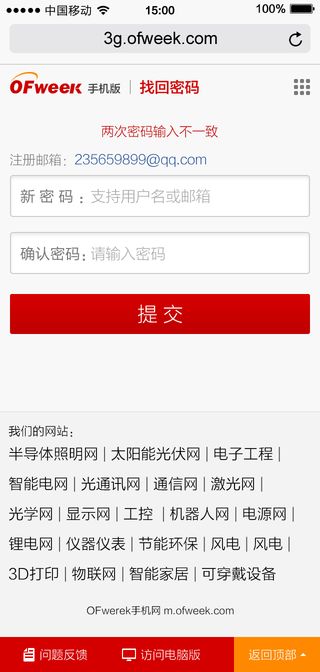 中国移动 15:00 100%
3g.ofweek.com
OFweek 手机版 | 找回密码
两次密码输入不一致
注册邮箱：235659899@qq.com
新 密 码 ：支持用户名或邮箱
确认密码：请输入密码
提 交
我们的网站：
半导体照明网 | 太阳能光伏网 | 电子工程 |
智能电网 | 光通讯网 | 通信网 | 激光网 |
光学网 | 显示网 | 工控 | 机器人网 | 电源网 |
锂电网 | 仪器仪表 | 节能环保 | 风电 | 风电 |
3D打印 | 物联网 | 智能家居 | 可穿戴设备
OFwerek手机网 m.ofweek.com
问题反馈 访问电脑版 返回顶部